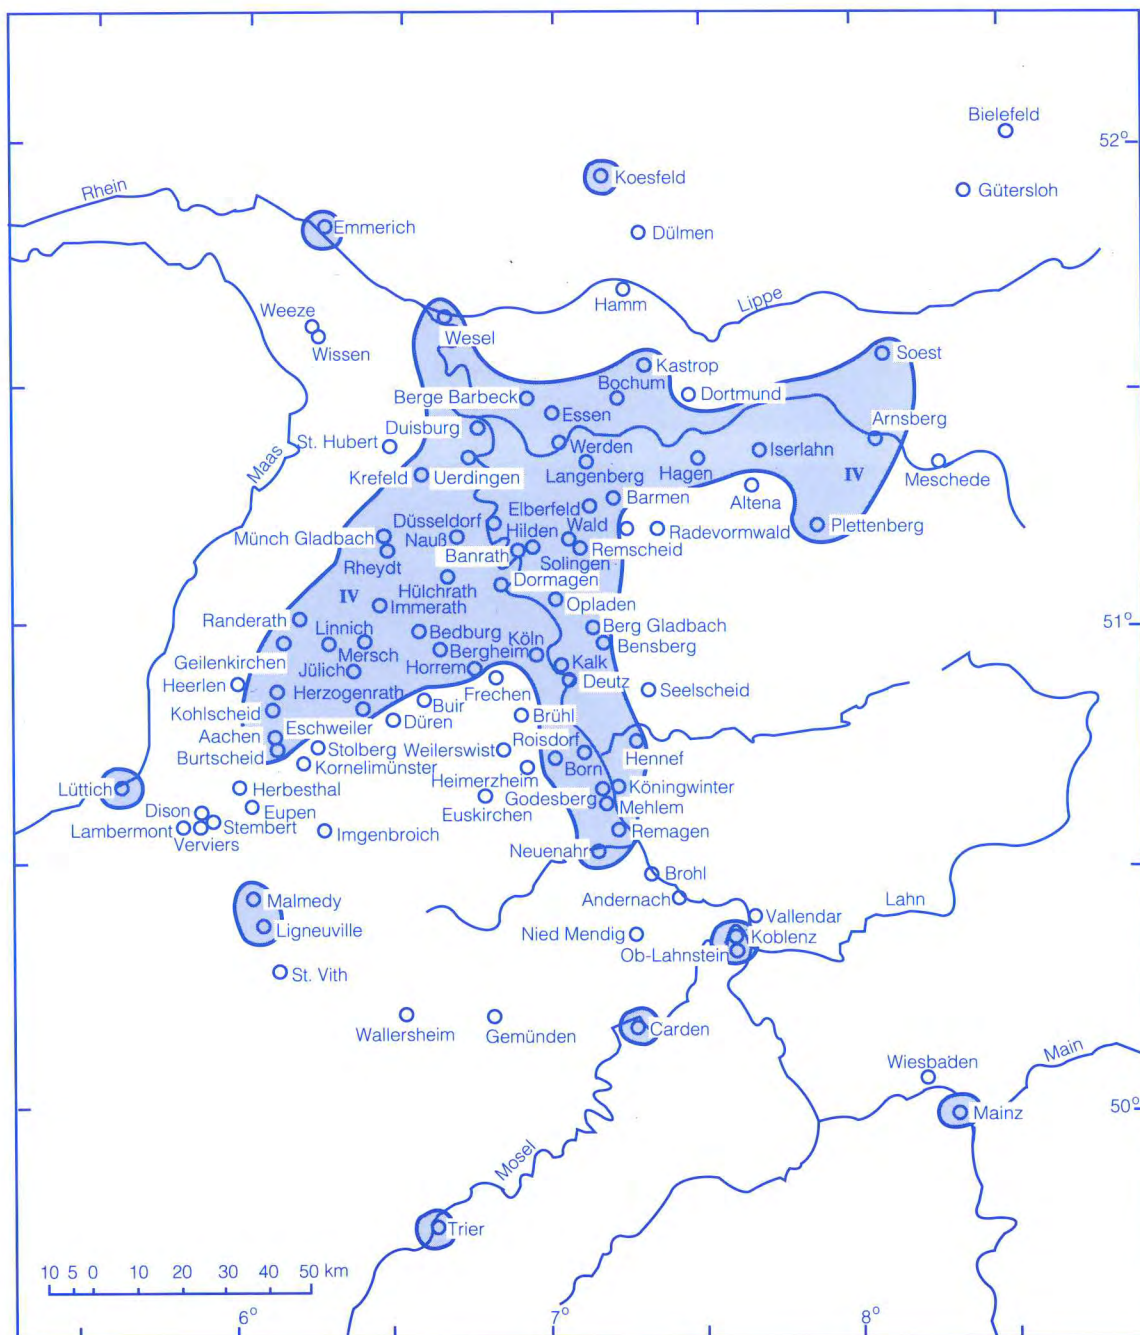 Bielefeld
52°
Koesfeld
Gütersloh
Rhein
Emmerich
Dülmen
Hamm
Lippe
Weeze
Wissen
Wesel
Soest
Kastrop
Bochum
Dortmund
Berge Barbeck
Essen
Arnsberg
Duisburg
St. Hubert
Werden
Iserlahn
Maas
Langenberg
Hagen
IV
Meschede
Krefeld
Uerdingen
Altena
Barmen
Elberfeld
Düsseldorf
Hilden
Wald
Radevormwald
Plettenberg
Münch Gladbach
Nauß
Banrath
Remscheid
Rheydt
Solingen
Hülchrath
Dormagen
IV
Immerath
Opladen
Randerath
Linnich
Bedburg
Köln
Berg Gladbach
51°
Mersch
Bergheim
Bensberg
Geilenkirchen
Jülich
Horrem
Kalk
Heerlen
Herzogenrath
Frechen
Deutz
Seelscheid
Kohlscheid
Buir
Eschweiler
Düren
Brühl
Aachen
Stolberg
Weilerswist
Roisdorf
Burtscheid
Kornelimünster
Born
Hennef
Heimerzheim
Lüttich
Herbesthal
Godesberg
Köningwinter
Euskirchen
Mehlem
Dison
Eupen
Stembert
Lambermont
Verviers
Imgenbroich
Remagen
Neuenahr
Brohl
Malmedy
Andernach
Lahn
Vallendar
Ligneuville
Nied Mendig
Koblenz
Ob-Lahnstein
St. Vith
Wallersheim
Gemünden
Carden
Wiesbaden
Main
Mainz
50°
Mosel
Trier
10 5 0 10 20 30 40 50 km
6°
7°
8°